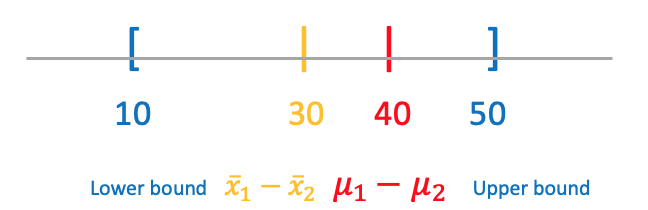 [ | | ]
10 30 40 50
Lower bound x̄₁ − x̄₂ μ₁ − μ₂ Upper bound